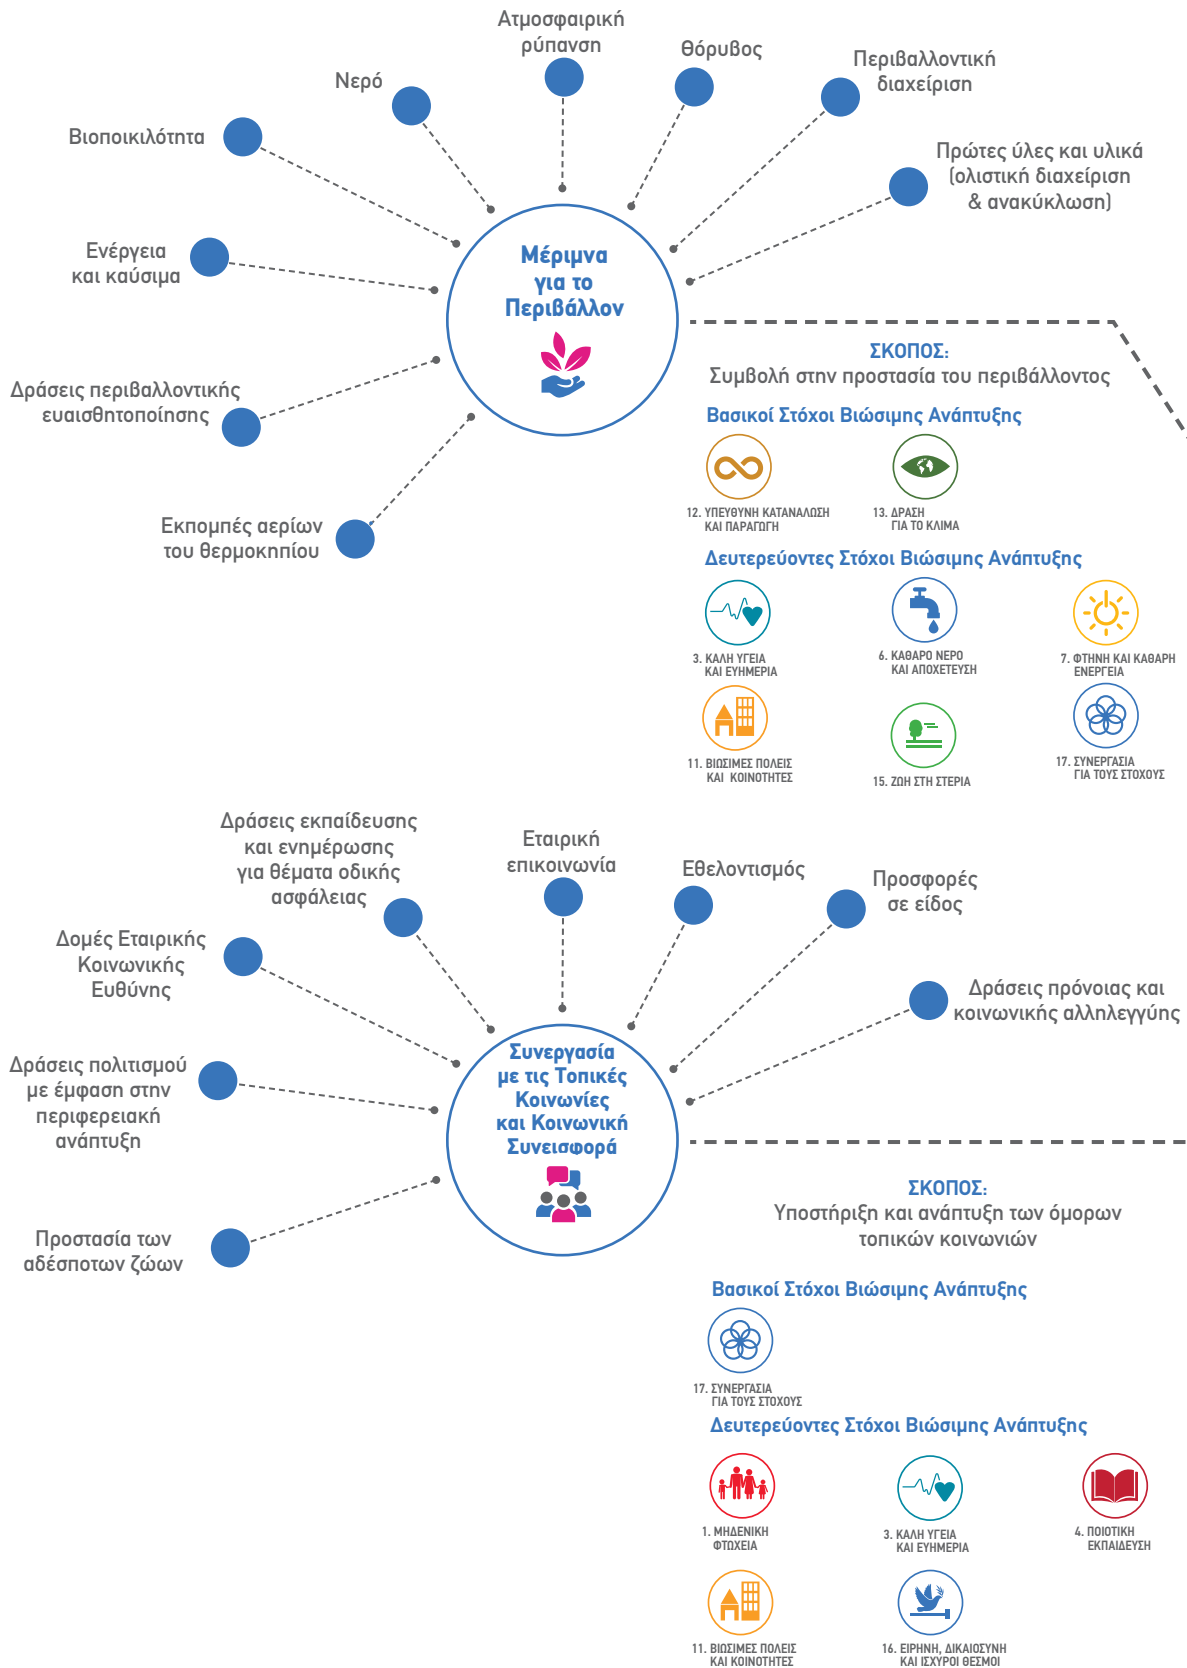 Ατμοσφαιρική
ρύπανση
Θόρυβος
Περιβαλλοντική
διαχείριση
Νερό
Βιοποικιλότητα
Πρώτες ύλες και υλικά
(ολιστική διαχείριση
& ανακύκλωση)
Ενέργεια
και καύσιμα
Μέριμνα
για το
Περιβάλλον
Δράσεις περιβαλλοντικής
ευαισθητοποίησης
Εκπομπές αερίων
του θερμοκηπίου
ΣΚΟΠΟΣ:
Συμβολή στην προστασία του περιβάλλοντος
Βασικοί Στόχοι Βιώσιμης Ανάπτυξης
12. ΥΠΕΥΘΥΝΗ ΚΑΤΑΝΑΛΩΣΗ
ΚΑΙ ΠΑΡΑΓΩΓΗ
13. ΔΡΑΣΗ
ΓΙΑ ΤΟ ΚΛΙΜΑ
Δευτερεύοντες Στόχοι Βιώσιμης Ανάπτυξης
3. ΚΑΛΗ ΥΓΕΙΑ
ΚΑΙ ΕΥΗΜΕΡΙΑ
6. ΚΑΘΑΡΟ ΝΕΡΟ
ΚΑΙ ΑΠΟΧΕΤΕΥΣΗ
7. ΦΤΗΝΗ ΚΑΙ ΚΑΘΑΡΗ
ΕΝΕΡΓΕΙΑ
11. ΒΙΩΣΙΜΕΣ ΠΟΛΕΙΣ
ΚΑΙ ΚΟΙΝΟΤΗΤΕΣ
15. ΖΩΗ ΣΤΗ ΣΤΕΡΙΑ
17. ΣΥΝΕΡΓΑΣΙΑ
ΓΙΑ ΤΟΥΣ ΣΤΟΧΟΥΣ
Δράσεις εκπαίδευσης
και ενημέρωσης
για θέματα οδικής
ασφάλειας
Εταιρική
επικοινωνία
Εθελοντισμός
Προσφορές
σε είδος
Δομές Εταιρικής
Κοινωνικής
Ευθύνης
Δράσεις πρόνοιας και
κοινωνικής αλληλεγγύης
Δράσεις πολιτισμού
με έμφαση στην
περιφερειακή
ανάπτυξη
Συνεργασία
με τις Τοπικές
Κοινωνίες
και Κοινωνική
Συνεισφορά
Προστασία των
αδέσποτων ζώων
ΣΚΟΠΟΣ:
Υποστήριξη και ανάπτυξη των όμορων
τοπικών κοινωνιών
Βασικοί Στόχοι Βιώσιμης Ανάπτυξης
17. ΣΥΝΕΡΓΑΣΙΑ
ΓΙΑ ΤΟΥΣ ΣΤΟΧΟΥΣ
Δευτερεύοντες Στόχοι Βιώσιμης Ανάπτυξης
1. ΜΗΔΕΝΙΚΗ
ΦΤΩΧΕΙΑ
3. ΚΑΛΗ ΥΓΕΙΑ
ΚΑΙ ΕΥΗΜΕΡΙΑ
4. ΠΟΙΟΤΙΚΗ
ΕΚΠΑΙΔΕΥΣΗ
11. ΒΙΩΣΙΜΕΣ ΠΟΛΕΙΣ
ΚΑΙ ΚΟΙΝΟΤΗΤΕΣ
16. ΕΙΡΗΝΗ, ΔΙΚΑΙΟΣΥΝΗ
ΚΑΙ ΙΣΧΥΡΟΙ ΘΕΣΜΟΙ